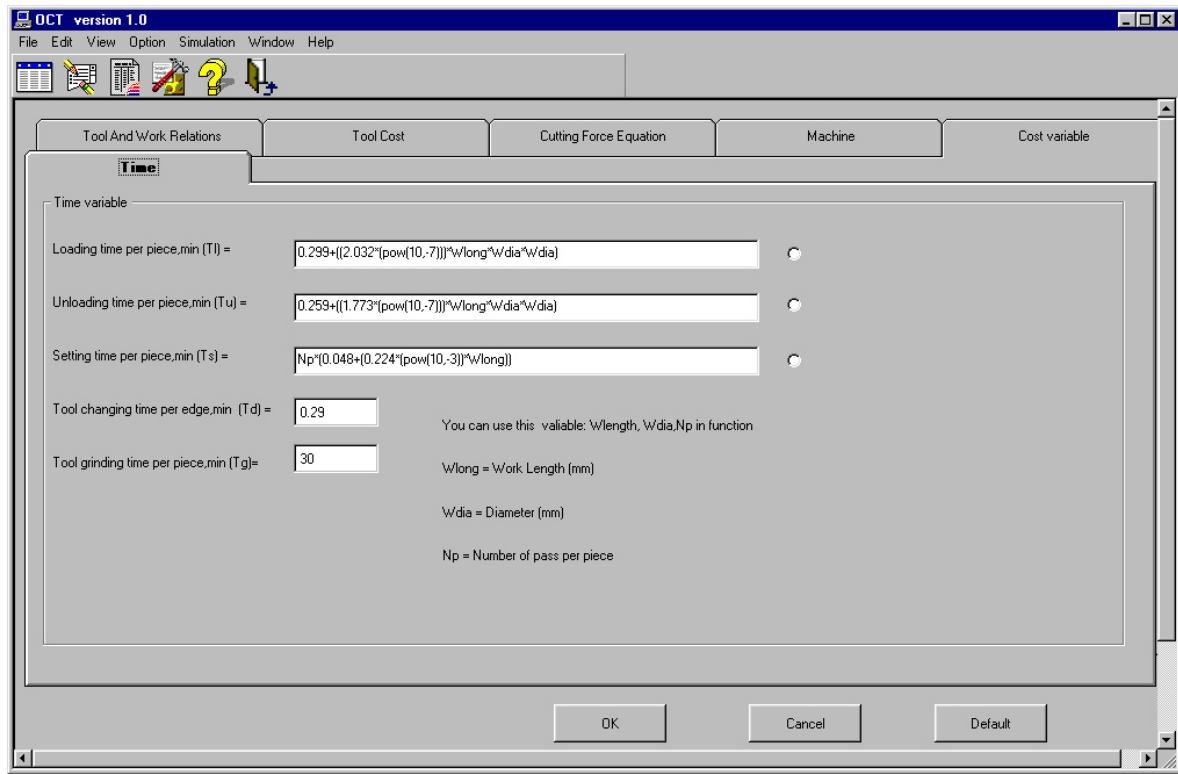 OCT version 1.0
File Edit View Option Simulation Window Help
Tool And Work Relations Tool Cost Cutting Force Equation Machine Cost variable
Time
Time variable
Loading time per piece,min (Tl) = 0.299+((2.032*(pow(10,-7)))*Wlong*Wdia*Wdia)
Unloading time per piece,min (Tu) = 0.259+((1.773*(pow(10,-7)))*Wlong*Wdia*Wdia)
Setting time per piece,min (Ts) = Np*(0.048+(0.224*(pow(10,-3))*Wlong))
Tool changing time per edge,min (Td) = 0.29
You can use this valiable: Wlength, Wdia,Np in function
Tool grinding time per piece,min (Tg)= 30
Wlong = Work Length (mm)
Wdia = Diameter (mm)
Np = Number of pass per piece
OK Cancel Default